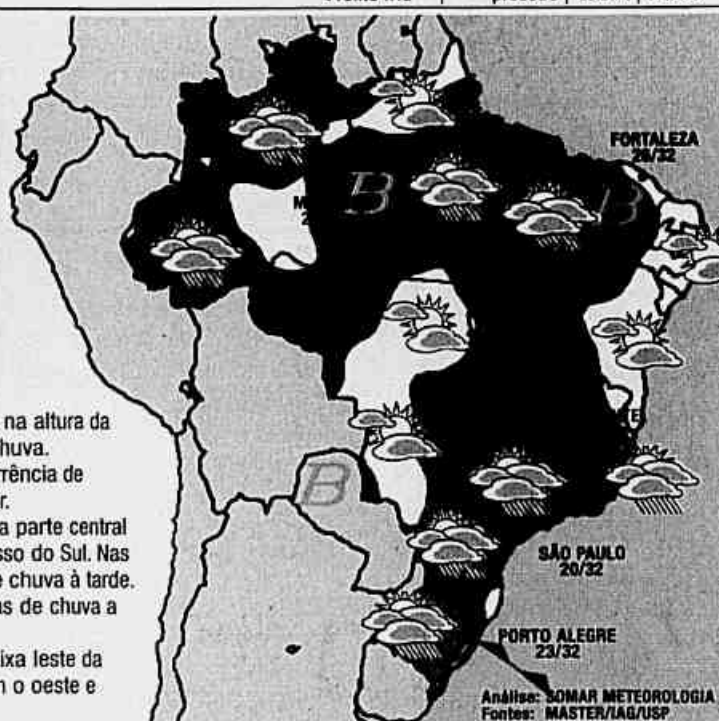 FORTALEZA
26/32
B
B
B
na altura da
huva.
rrência de
r.
a parte central
sso do Sul. Nas
e chuva à tarde.
as de chuva a
ixa leste da
n o oeste e
SÃO PAULO
20/32
PORTO ALEGRE
23/32
Análise: SOMAR METEOROLOGIA
Fontes: MASTER/IAG/USP